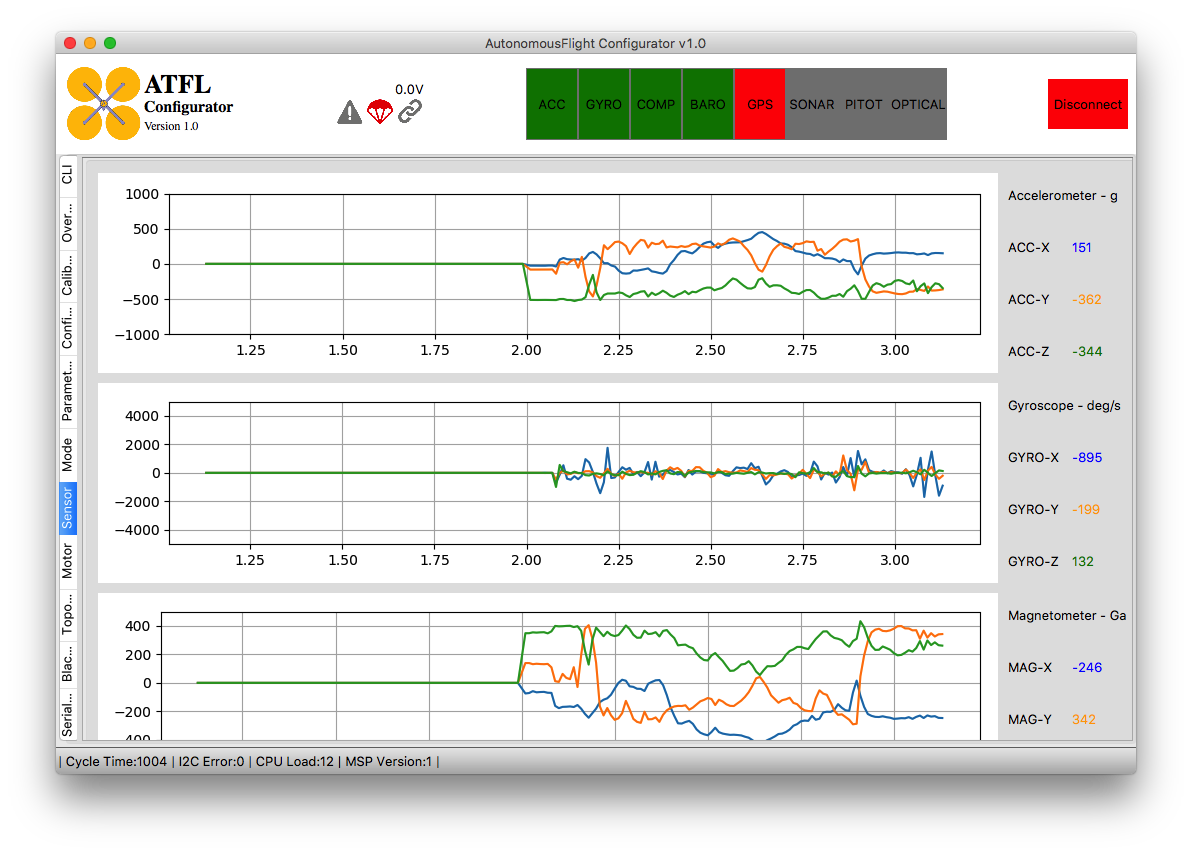 AutonomousFlight Configurator v1.0
ATFL
Configurator
Version 1.0
0.0V
ACC GYRO COMP BARO GPS SONAR PITOT OPTICAL
Disconnect
CLI
Over...
Calib...
Confi...
Paramet...
Mode
Sensor
Motor
Topo...
Blac...
Serial...
1000
500
0
−500
−1000
1.25 1.50 1.75 2.00 2.25 2.50 2.75 3.00
Accelerometer - g
ACC-X 151
ACC-Y -362
ACC-Z -344
4000
2000
0
−2000
−4000
1.25 1.50 1.75 2.00 2.25 2.50 2.75 3.00
Gyroscope - deg/s
GYRO-X -895
GYRO-Y -199
GYRO-Z 132
400
200
0
−200
Magnetometer - Ga
MAG-X -246
MAG-Y 342
| Cycle Time:1004 | I2C Error:0 | CPU Load:12 | MSP Version:1 |